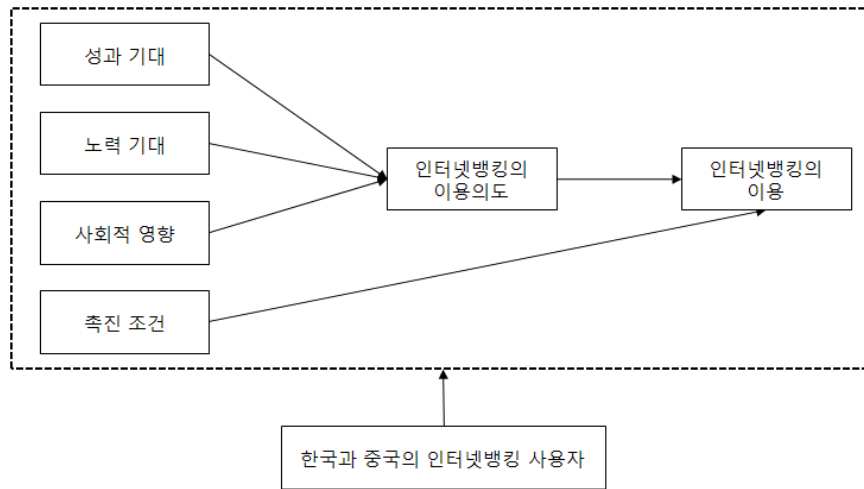 성과 기대
노력 기대
인터넷뱅킹의
이용의도
인터넷뱅킹의
이용
사회적 영향
촉진 조건
한국과 중국의 인터넷뱅킹 사용자